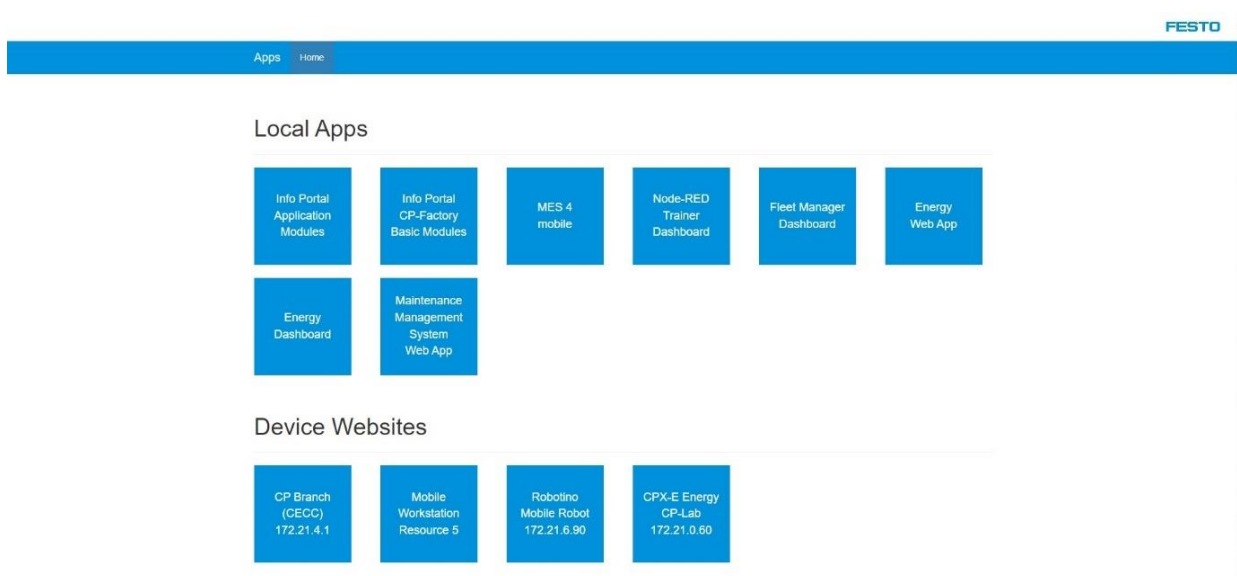 FESTO
Apps Home
Local Apps
Info Portal
Application
Modules
Info Portal
CP-Factory
Basic Modules
MES 4
mobile
Node-RED
Trainer
Dashboard
Fleet Manager
Dashboard
Energy
Web App
Energy
Dashboard
Maintenance
Management
System
Web App
Device Websites
CP Branch
(CECC)
172.21.4.1
Mobile
Workstation
Resource 5
Robotino
Mobile Robot
172.21.6.90
CPX-E Energy
CP-Lab
172.21.0.60